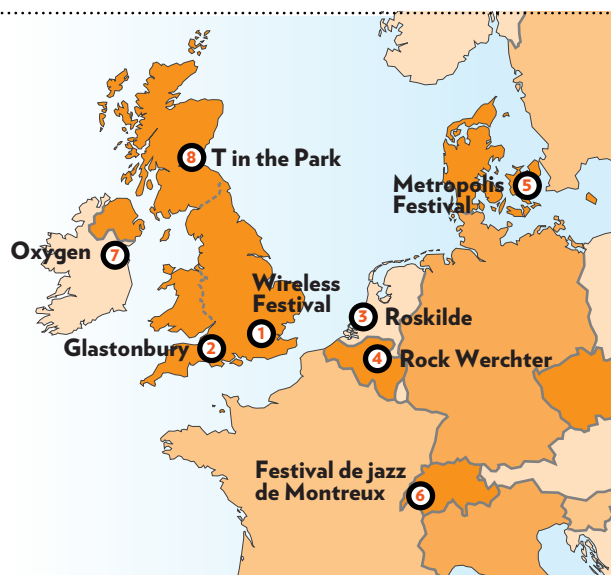 8 T in the Park
Metropolis
Festival 5
Oxygen 7
Wireless
Festival
1
3 Roskilde
Glastonbury 2
4 Rock Werchter
Festival de jazz
de Montreux 6